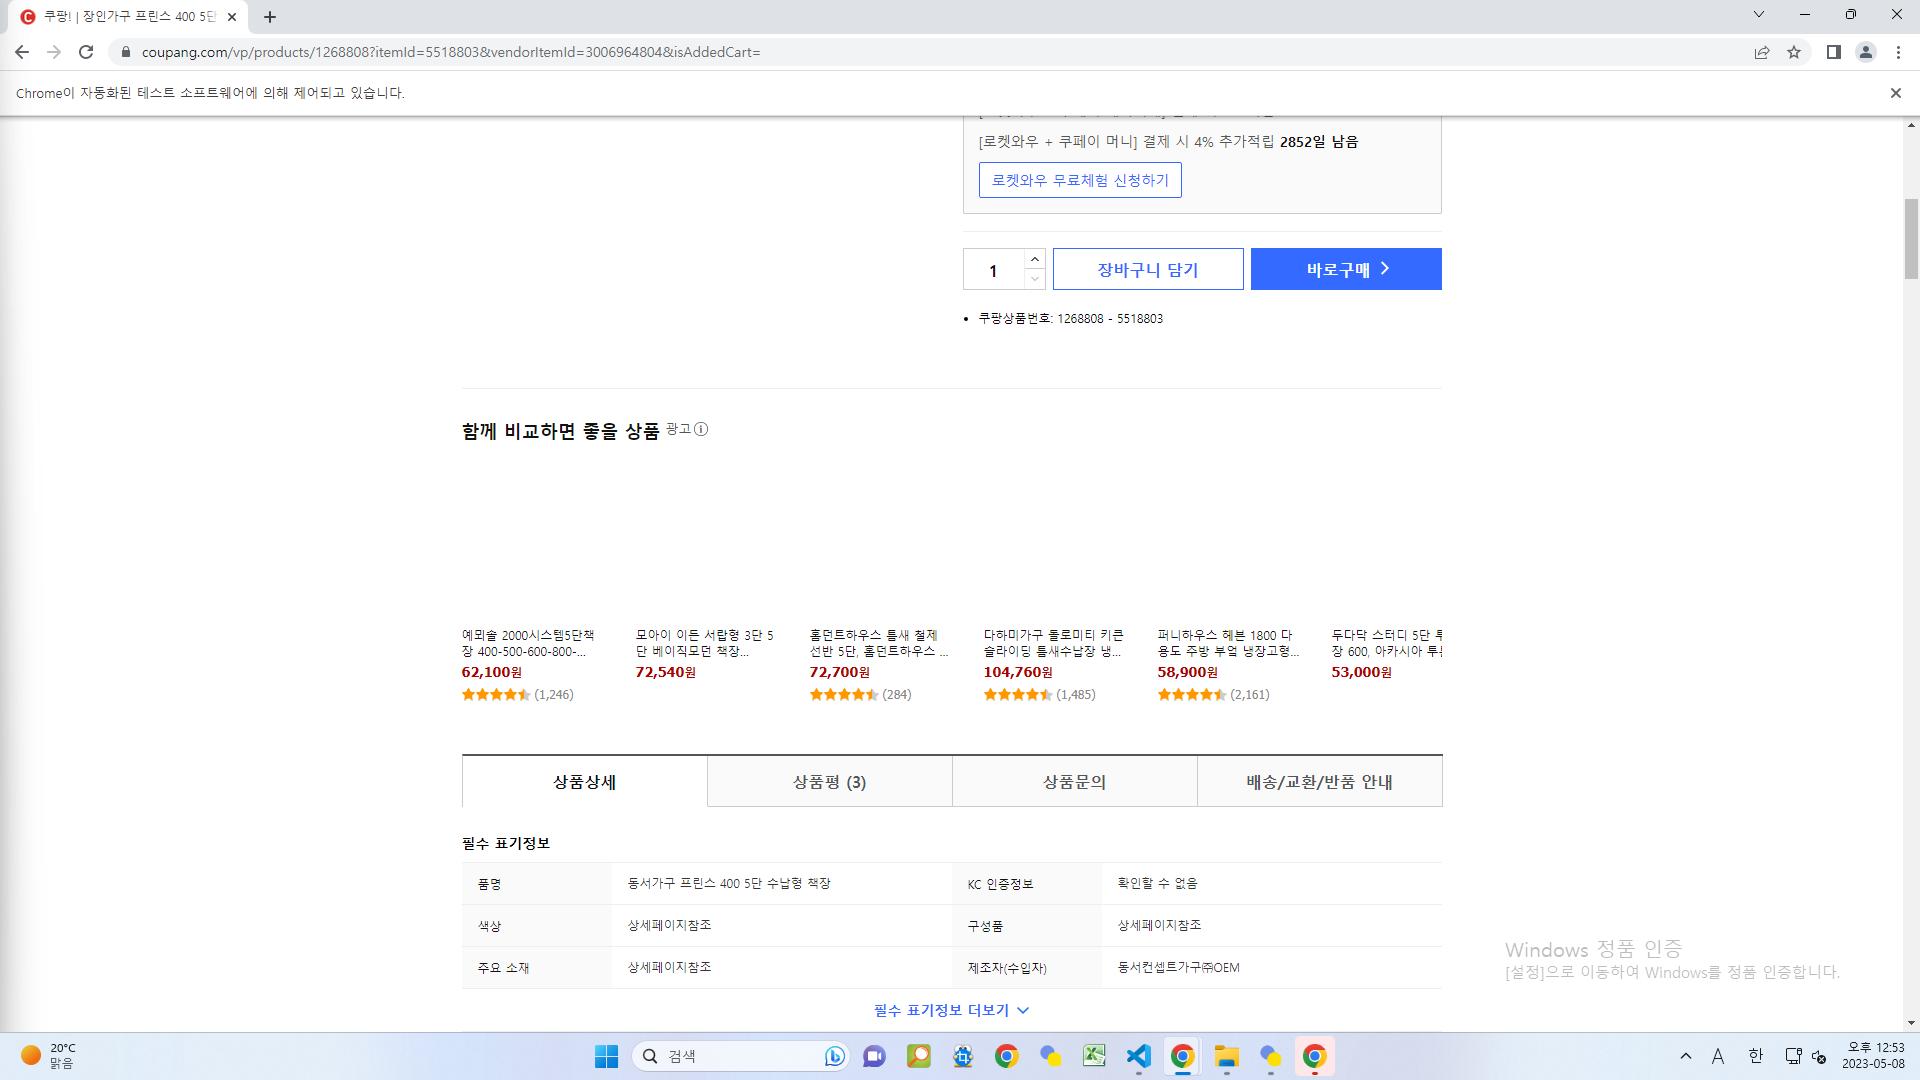 쿠팡! | 장인가구 프린스 400 5단
coupang.com/vp/products/1268808?itemId=5518803&vendorItemId=3006964804&isAddedCart=
Chrome이 자동화된 테스트 소프트웨어에 의해 제어되고 있습니다.
[로켓와우 + 쿠페이 머니] 결제 시 4% 추가적립 2852일 남음
로켓와우 무료체험 신청하기
1
장바구니 담기
바로구매
• 쿠팡상품번호: 1268808 - 5518803
함께 비교하면 좋을 상품 광고
예뫼솔 2000시스템5단책
장 400-500-600-800-...
62,100원
(1,246)
모아이 이든 서랍형 3단 5
단 베이직모던 책장...
72,540원
홈던트하우스 틈새 철제
선반 5단, 홈던트하우스 ...
72,700원
(284)
다하미가구 돌로미티 키큰
슬라이딩 틈새수납장 냉...
104,760원
(1,485)
퍼니하우스 헤븐 1800 다
용도 주방 부엌 냉장고형...
58,900원
(2,161)
두다닥 스터디 5단
장 600, 아카시아
53,000원
상품상세
상품평 (3)
상품문의
배송/교환/반품 안내
필수 표기정보
품명 동서가구 프린스 400 5단 수납형 책장 KC 인증정보 확인할 수 없음
색상 상세페이지참조 구성품 상세페이지참조
주요 소재 상세페이지참조 제조자(수입자) 동서컨셉트가구㈜OEM
필수 표기정보 더보기
Windows 정품 인증
[설정]으로 이동하여 Windows를 정품 인증합니다.
20°C
맑음
검색
A
한
오후 12:53
2023-05-08